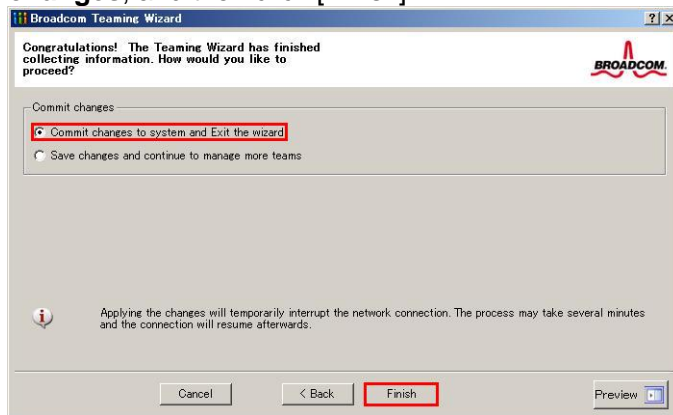 changes, and
Broadcom Teaming Wizard
Congratulations! The Teaming Wizard has finished
collecting information. How would you like to
proceed?
BROADCOM.
Commit changes
Commit changes to system and Exit the wizard
Save changes and continue to manage more teams
Applying the changes will temporarily interrupt the network connection. The process may take several minutes
and the connection will resume afterwards.
Cancel
< Back
Finish
Preview